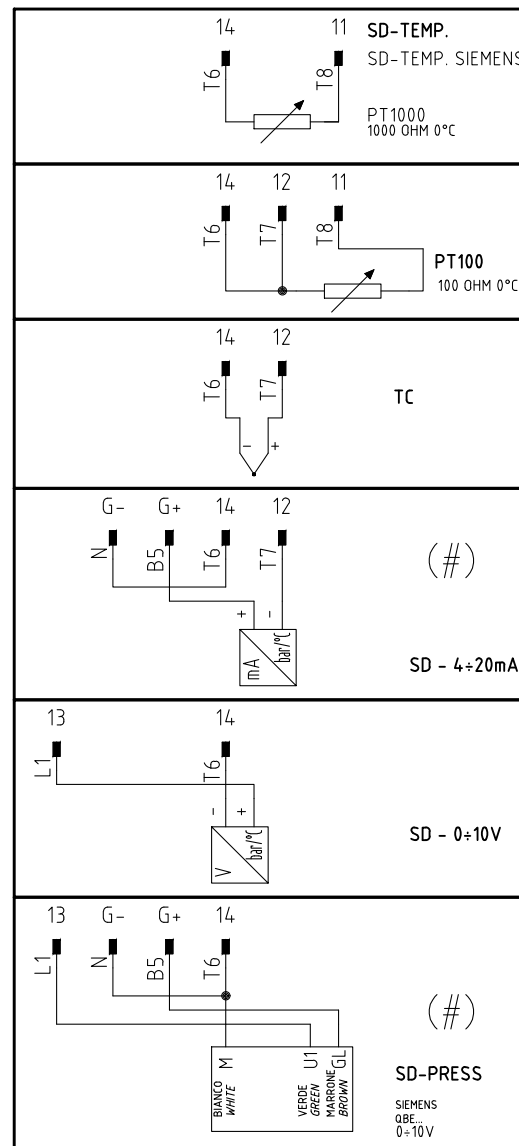 14 11 SD-TEMP.
SD-TEMP. SIEMENS
T6 T8
PT1000
1000 OHM 0°C
14 12 11
T6 T7 T8
PT100
100 OHM 0°C
14 12
T6 T7
TC
- +
G- G+ 14 12
N B5 T6 T7
(#)
+ -
mA bar/°C
SD - 4÷20mA
13 14
L1 T6
- +
V bar/°C
SD - 0÷10V
13 G- G+ 14
L1 N B5 T6
(#)
M U1 GL
BIANCO VERDE MARRONE
WHITE GREEN BROWN
SD-PRESS
SIEMENS
QBE...
0÷10V